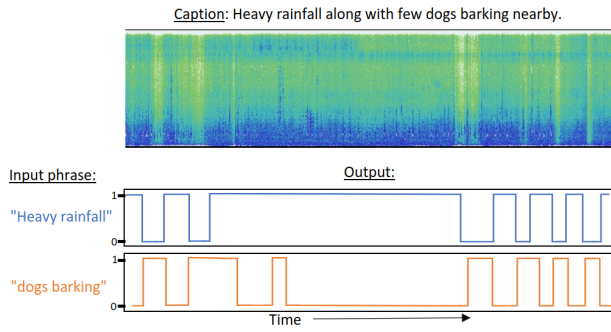 Caption: Heavy rainfall along with few dogs barking nearby.
Input phrase:
Output:
"Heavy rainfall"
1
0
"dogs barking"
1
0
Time